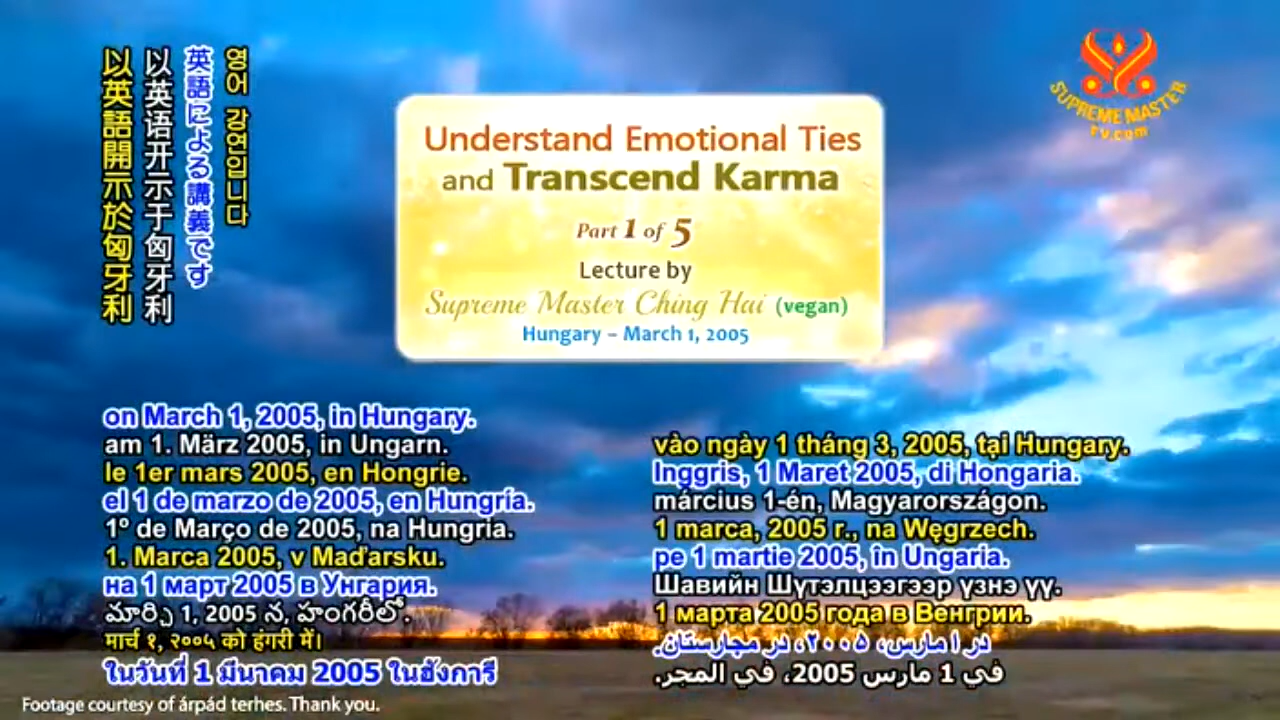 영어 강연입니다
英語による講義です
以英语开示于匈牙利
以英語開示於匈牙利
SUPREME MASTER
TV.com
Understand Emotional Ties
and Transcend Karma
Part 1 of 5
Lecture by
Supreme Master Ching Hai (vegan)
Hungary – March 1, 2005
on March 1, 2005, in Hungary.
am 1. März 2005, in Ungarn.
le 1er mars 2005, en Hongrie.
el 1 de marzo de 2005, en Hungría.
1º de Março de 2005, na Hungria.
1. Marca 2005, v Maďarsku.
на 1 март 2005 в Унгария.
మార్చి 1, 2005 న, హంగరీలో.
मार्च १, २००५ को हंगरी में।
ในวันที่ 1 มีนาคม 2005 ในฮังการี
vào ngày 1 tháng 3, 2005, tại Hungary.
Inggris, 1 Maret 2005, di Hongaria.
március 1-én, Magyarországon.
1 marca, 2005 r., na Węgrzech.
pe 1 martie 2005, în Ungaria.
Шавийн Шүтэлцээгээр үзнэ үү.
1 марта 2005 года в Венгрии.
در ۱ مارس، ۲۰۰۵، در مجارستان.
في 1 مارس 2005، في المجر.
Footage courtesy of árpád terhes. Thank you.